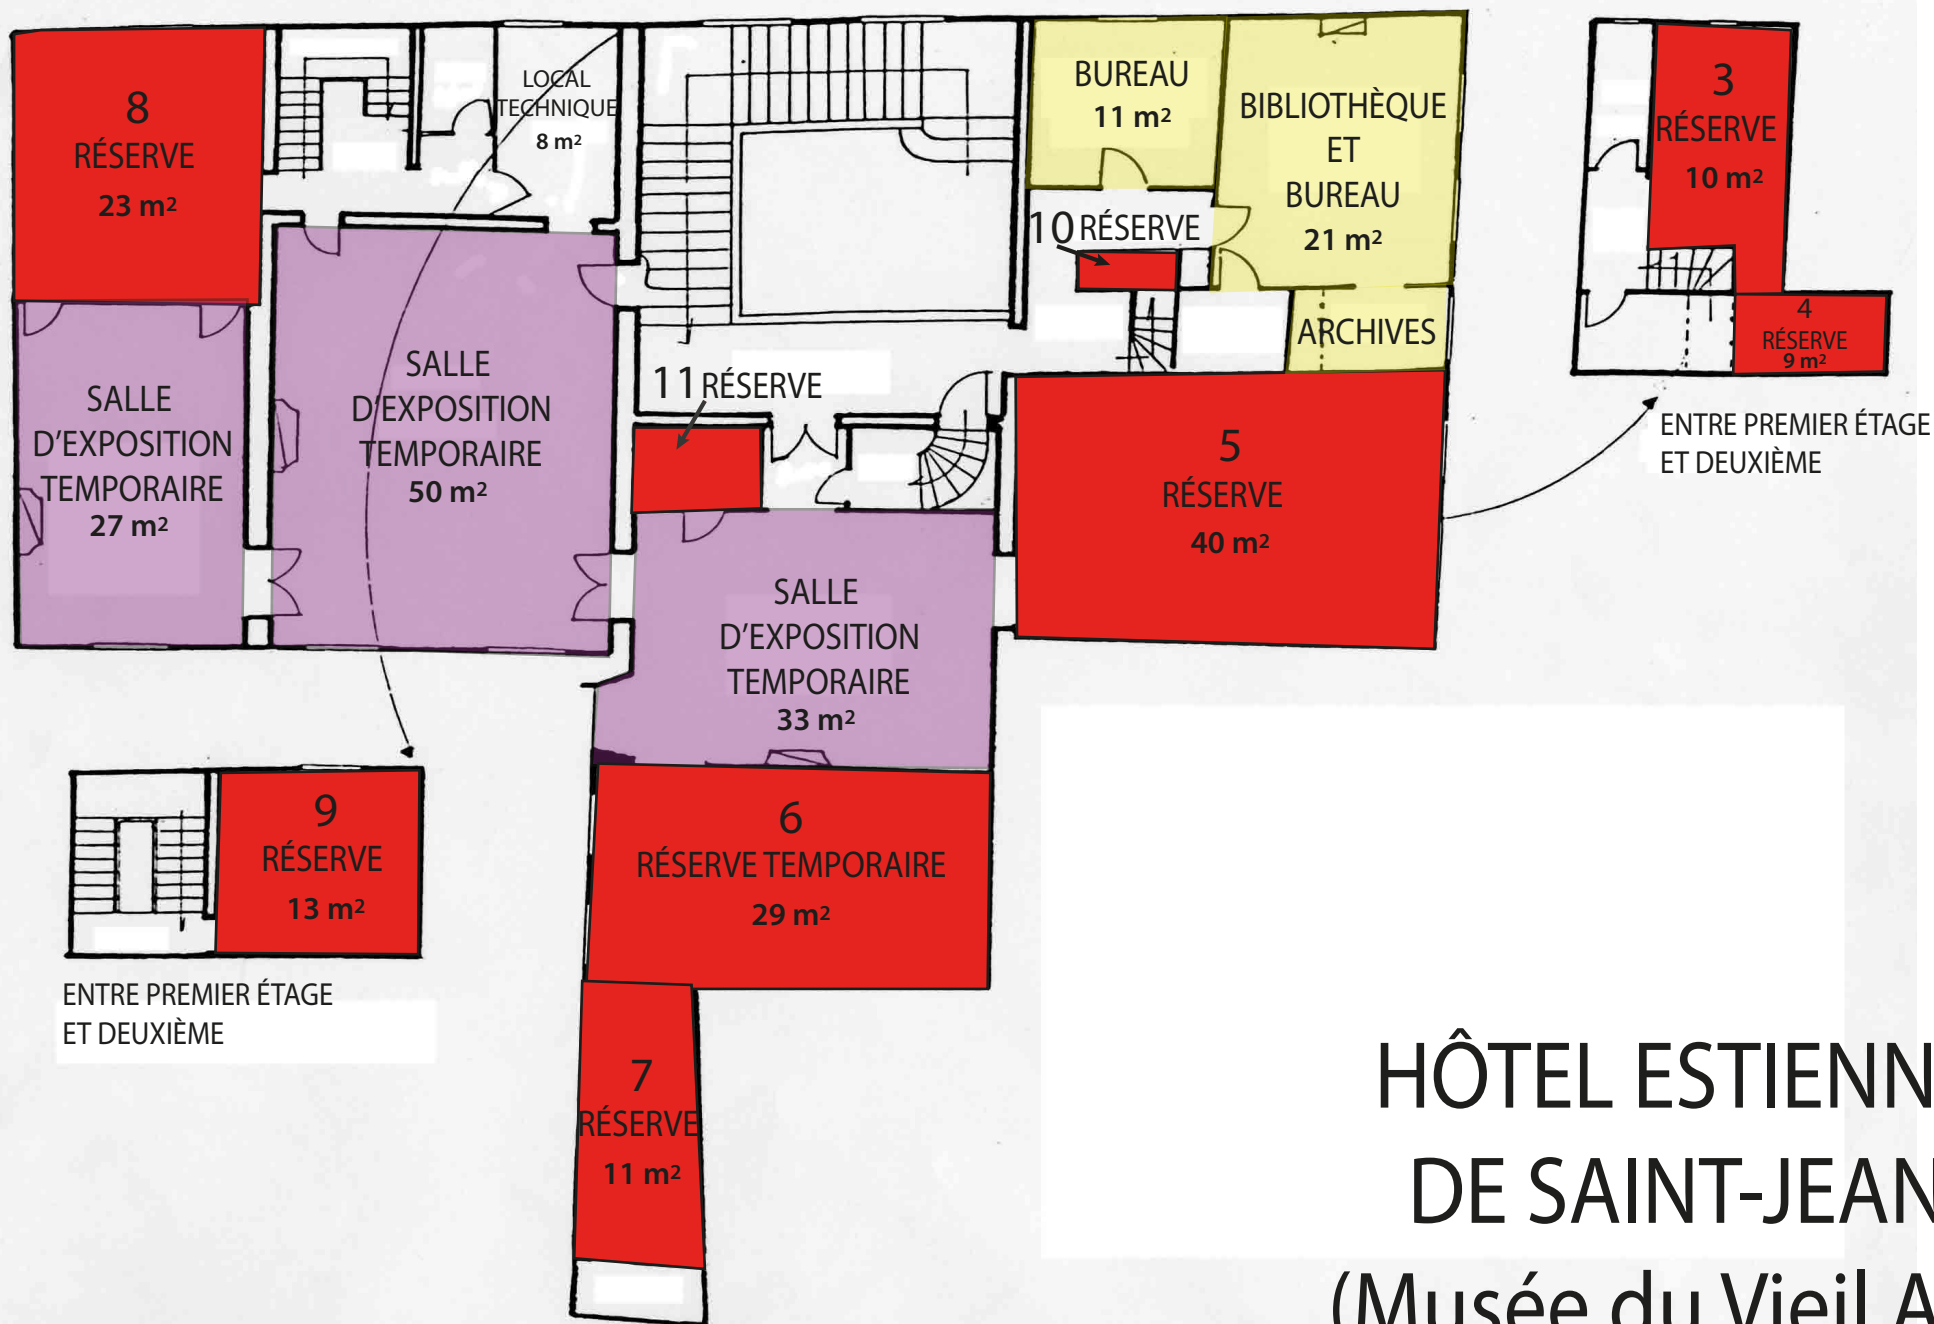 8
RÉSERVE
23 m²
LOCAL
TECHNIQUE
8 m²
BUREAU
11 m²
BIBLIOTHÈQUE
ET
BUREAU
21 m²
3
RÉSERVE
10 m²
10 RÉSERVE
4
RÉSERVE
9 m²
ARCHIVES
SALLE
D'EXPOSITION
TEMPORAIRE
27 m²
SALLE
D'EXPOSITION
TEMPORAIRE
50 m²
11 RÉSERVE
5
RÉSERVE
40 m²
ENTRE PREMIER ÉTAGE
ET DEUXIÈME
SALLE
D'EXPOSITION
TEMPORAIRE
33 m²
9
RÉSERVE
13 m²
ENTRE PREMIER ÉTAGE
ET DEUXIÈME
6
RÉSERVE TEMPORAIRE
29 m²
7
RÉSERVE
11 m²
HÔTEL ESTIENN
DE SAINT-JEAN
(Musée du Vieil A